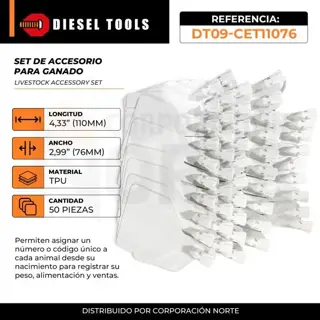 DIESEL TOOLS
REFERENCIA:
DT09-CET11076
SET DE ACCESORIO
PARA GANADO
LIVESTOCK ACCESSORY SET
LONGITUD
4,33” (110MM)
ANCHO
2,99” (76MM)
MATERIAL
TPU
CANTIDAD
50 PIEZAS
Permiten asignar un
número o código único a
cada animal desde su
nacimiento para registrar su
peso, alimentación y ventas.
DISTRIBUIDO POR CORPORACIÓN NORTE